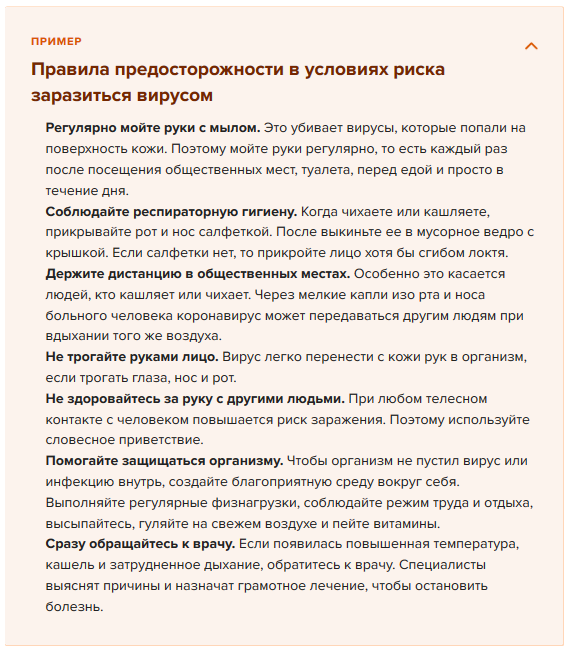 ПРИМЕР
Правила предосторожности в условиях риска
заразиться вирусом
Регулярно мойте руки с мылом. Это убивает вирусы, которые попали на
поверхность кожи. Поэтому мойте руки регулярно, то есть каждый раз
после посещения общественных мест, туалета, перед едой и просто в
течение дня.
Соблюдайте респираторную гигиену. Когда чихаете или кашляете,
прикрывайте рот и нос салфеткой. После выкиньте ее в мусорное ведро с
крышкой. Если салфетки нет, то прикройте лицо хотя бы сгибом локтя.
Держите дистанцию в общественных местах. Особенно это касается
людей, кто кашляет или чихает. Через мелкие капли изо рта и носа
больного человека коронавирус может передаваться другим людям при
вдыхании того же воздуха.
Не трогайте руками лицо. Вирус легко перенести с кожи рук в организм,
если трогать глаза, нос и рот.
Не здоровайтесь за руку с другими людьми. При любом телесном
контакте с человеком повышается риск заражения. Поэтому используйте
словесное приветствие.
Помогайте защищаться организму. Чтобы организм не пустил вирус или
инфекцию внутрь, создайте благоприятную среду вокруг себя.
Выполняйте регулярные физнагрузки, соблюдайте режим труда и отдыха,
высыпайтесь, гуляйте на свежем воздухе и пейте витамины.
Сразу обращайтесь к врачу. Если появилась повышенная температура,
кашель и затрудненное дыхание, обратитесь к врачу. Специалисты
выяснят причины и назначат грамотное лечение, чтобы остановить
болезнь.